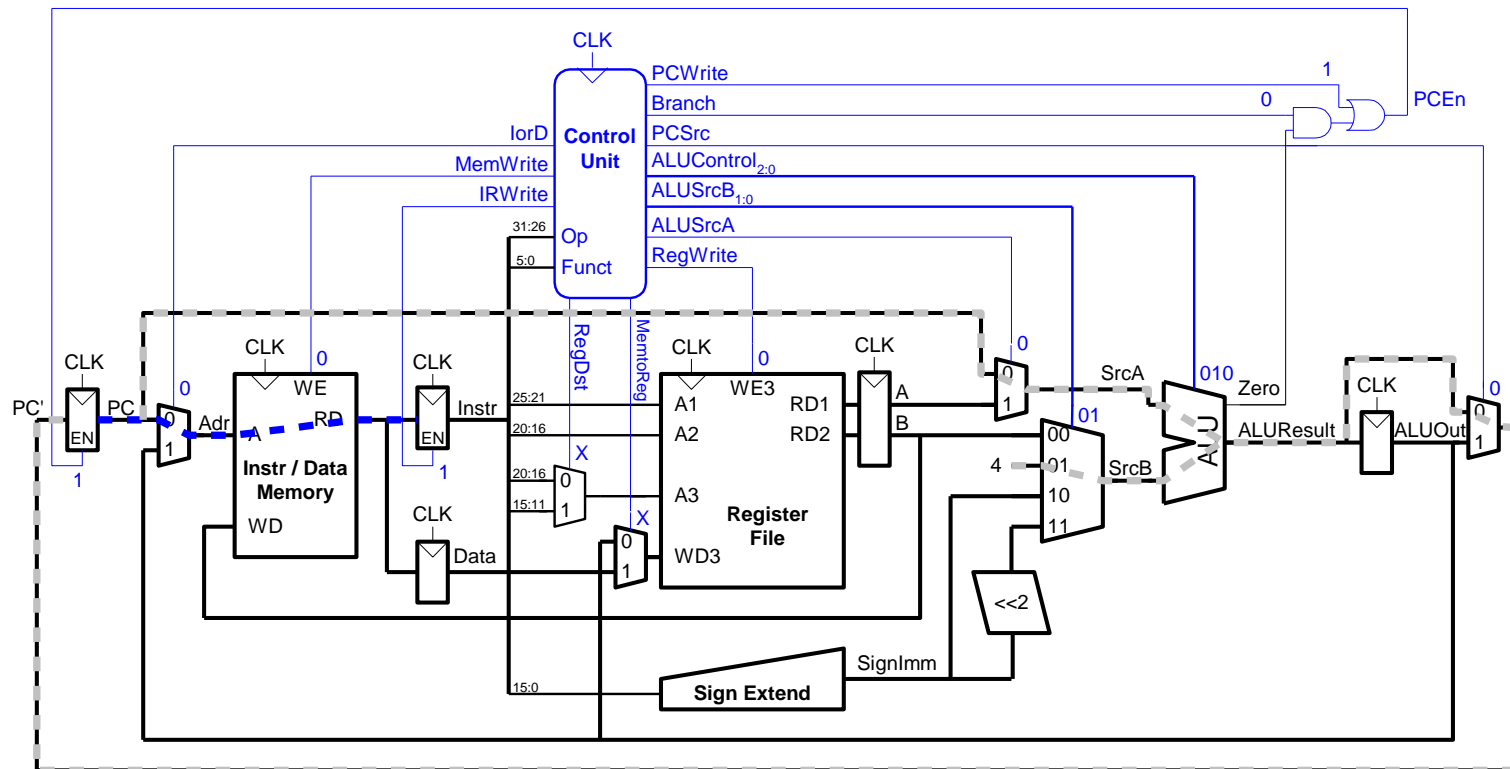 CLK
PCWrite
1
Branch
0
PCEn
IorD
Control
Unit
PCSrc
MemWrite
ALUControl2:0
IRWrite
ALUSrcB1:0
31:26
Op
ALUSrcA
5:0
Funct
RegWrite
RegDst
MemtoReg
CLK
0
CLK
0
CLK
1
CLK
0
CLK
0
0
01
010
CLK
0
PC'
EN
PC
0
1
Adr
WE
A
RD
Instr / Data
Memory
WD
EN
Instr
25:21
20:16
A1
A2
WE3
RD1
RD2
A
B
0
1
SrcA
Zero
ALU
ALUResult
ALUOut
0
1
00
4
01
SrcB
10
11
X
20:16
0
15:11
1
A3
Register
File
CLK
Data
X
0
1
WD3
<<2
SignImm
15:0
Sign Extend